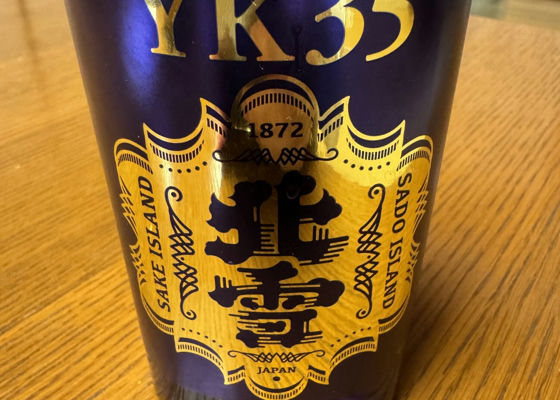 YK35
1872
SAKE ISLAND
北雪
SADO ISLAND
JAPAN